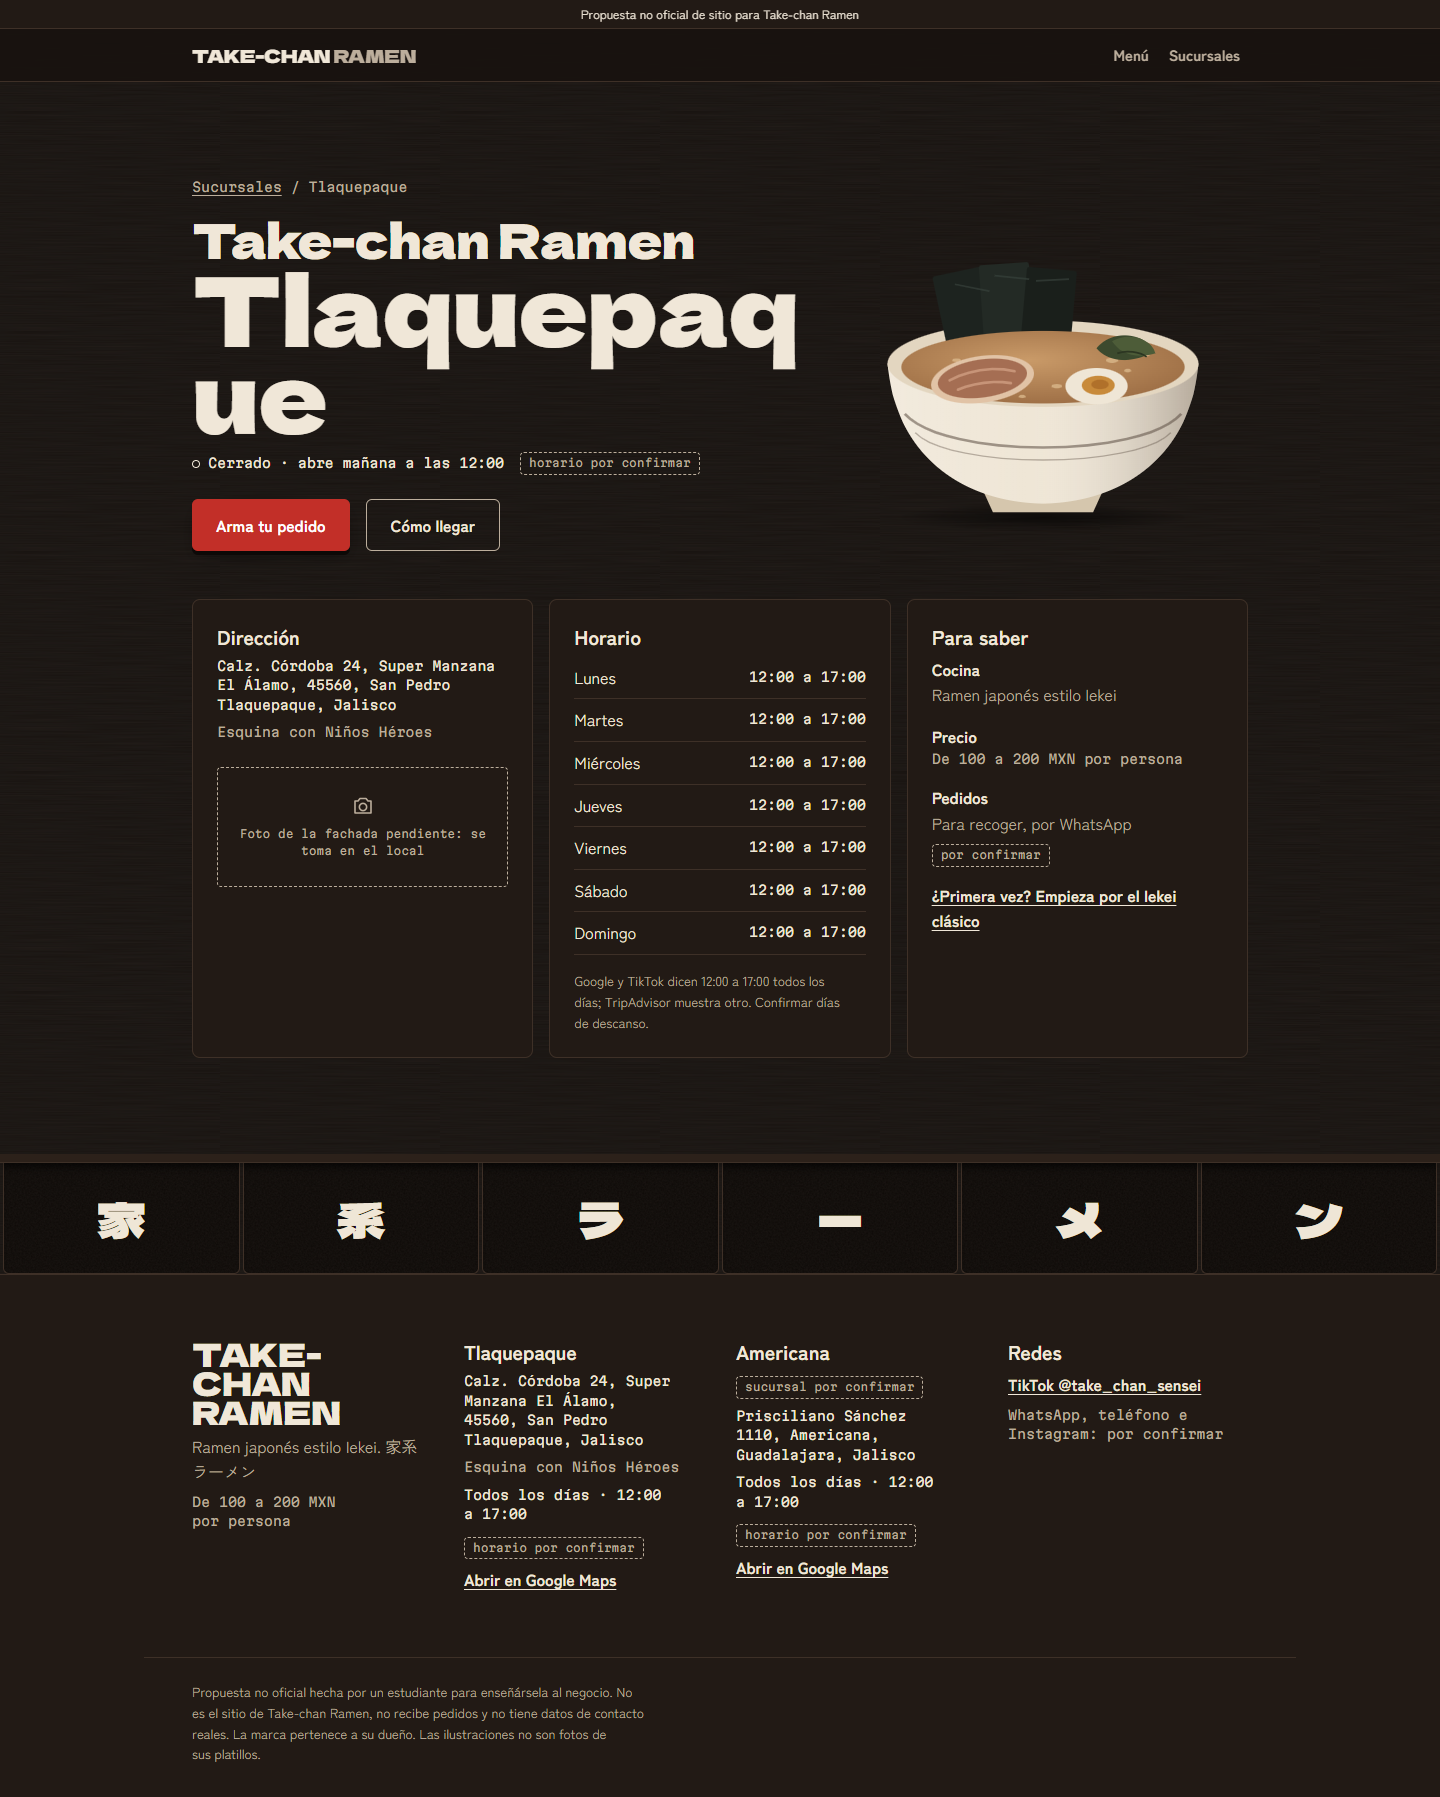 Propuesta no oficial de sitio para Take-chan Ramen
TAKE-CHAN RAMEN
Menú
Sucursales
Sucursales / Tlaquepaque
Take-chan Ramen
Tlaquepaq
ue
Cerrado · abre mañana a las 12:00
horario por confirmar
Arma tu pedido
Cómo llegar
Dirección
Calz. Córdoba 24, Super Manzana
El Álamo, 45560, San Pedro
Tlaquepaque, Jalisco
Esquina con Niños Héroes
Foto de la fachada pendiente: se
toma en el local
Horario
Lunes 12:00 a 17:00
Martes 12:00 a 17:00
Miércoles 12:00 a 17:00
Jueves 12:00 a 17:00
Viernes 12:00 a 17:00
Sábado 12:00 a 17:00
Domingo 12:00 a 17:00
Google y TikTok dicen 12:00 a 17:00 todos los
días; TripAdvisor muestra otro. Confirmar días
de descanso.
Para saber
Cocina
Ramen japonés estilo Iekei
Precio
De 100 a 200 MXN por persona
Pedidos
Para recoger, por WhatsApp
por confirmar
¿Primera vez? Empieza por el Iekei
clásico
家 系 ラ ー メ ン
TAKE-
CHAN
RAMEN
Ramen japonés estilo Iekei. 家系
ラーメン
De 100 a 200 MXN
por persona
Tlaquepaque
Calz. Córdoba 24, Super
Manzana El Álamo,
45560, San Pedro
Tlaquepaque, Jalisco
Esquina con Niños Héroes
Todos los días · 12:00
a 17:00
horario por confirmar
Abrir en Google Maps
Americana
sucursal por confirmar
Prisciliano Sánchez
1110, Americana,
Guadalajara, Jalisco
Todos los días · 12:00
a 17:00
horario por confirmar
Abrir en Google Maps
Redes
TikTok @take_chan_sensei
WhatsApp, teléfono e
Instagram: por confirmar
Propuesta no oficial hecha por un estudiante para enseñársela al negocio. No
es el sitio de Take-chan Ramen, no recibe pedidos y no tiene datos de contacto
reales. La marca pertenece a su dueño. Las ilustraciones no son fotos de
sus platillos.